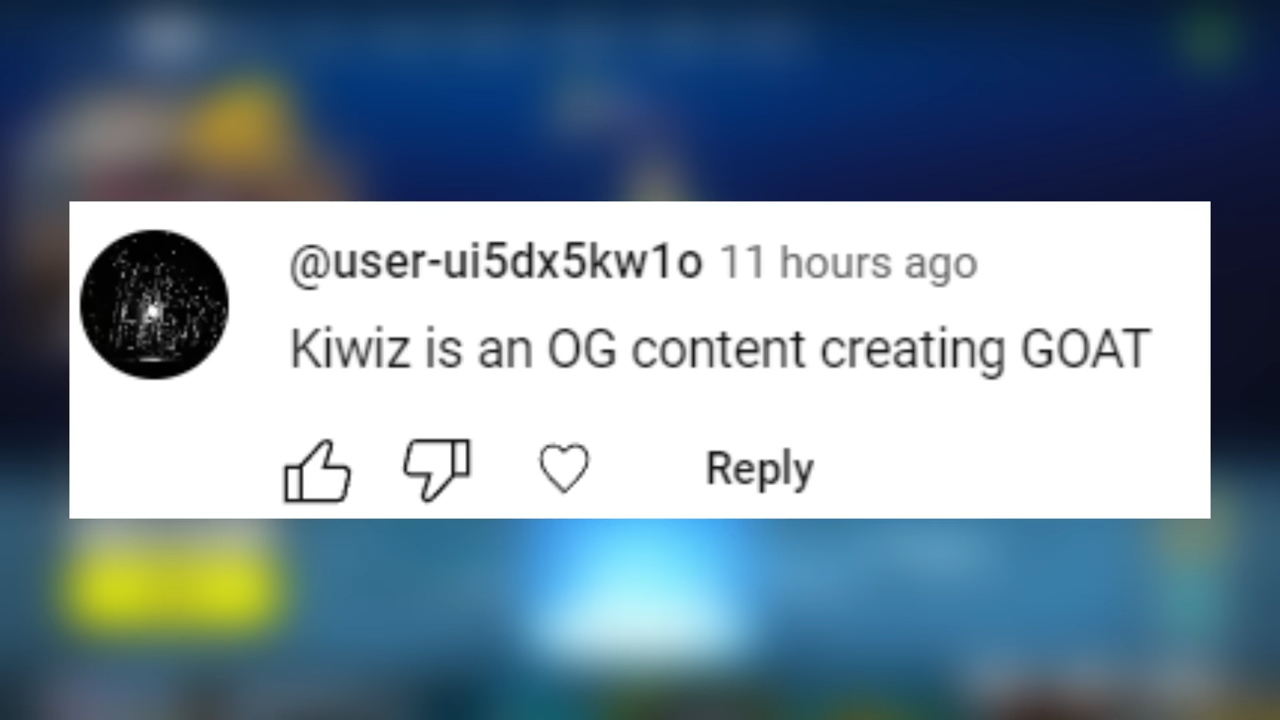 @user-ui5dx5kw1o 11 hours ago
Kiwiz is an OG content creating GOAT
Reply